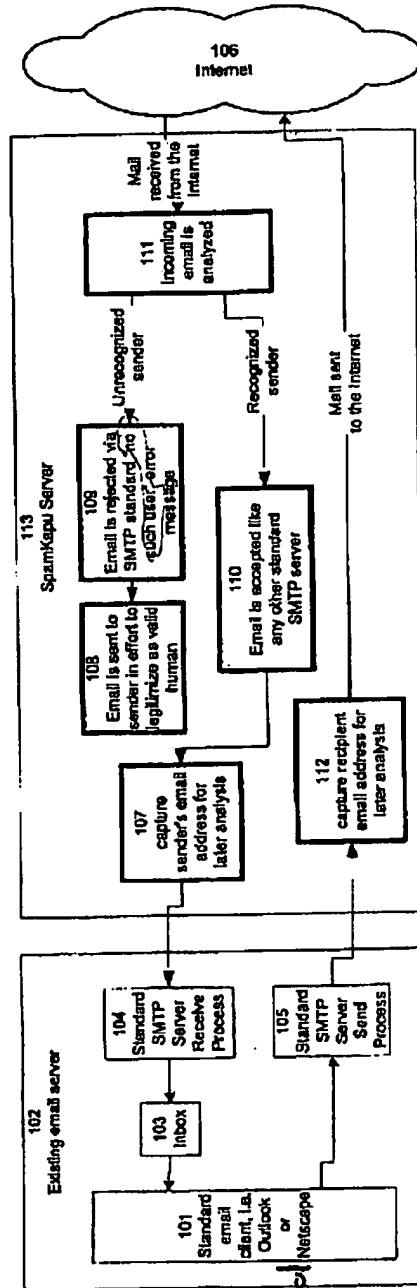 102
Existing email server
101
Standard
email
client, i.e.
Outlook
or
Netscape
103
Inbox
104
Standard
SMTP
Server
Receive
Process
105
Standard
SMTP
Server
Send
Process
113
SpamKapu Server
107
capture
sender's email
address for
later analysis
108
Email is sent to
sender in effort to
legitimize as valid
human
109
Email is rejected via
SMTP standard no
such user error
message
110
Email is accepted like
any other standard
SMTP server
112
capture recipient
email address for
later analysis
Unrecognized
sender
Recognized
sender
111
Incoming
email is
analyzed
Mail
received
from the
Internet
Mail sent
to the Internet
106
Internet